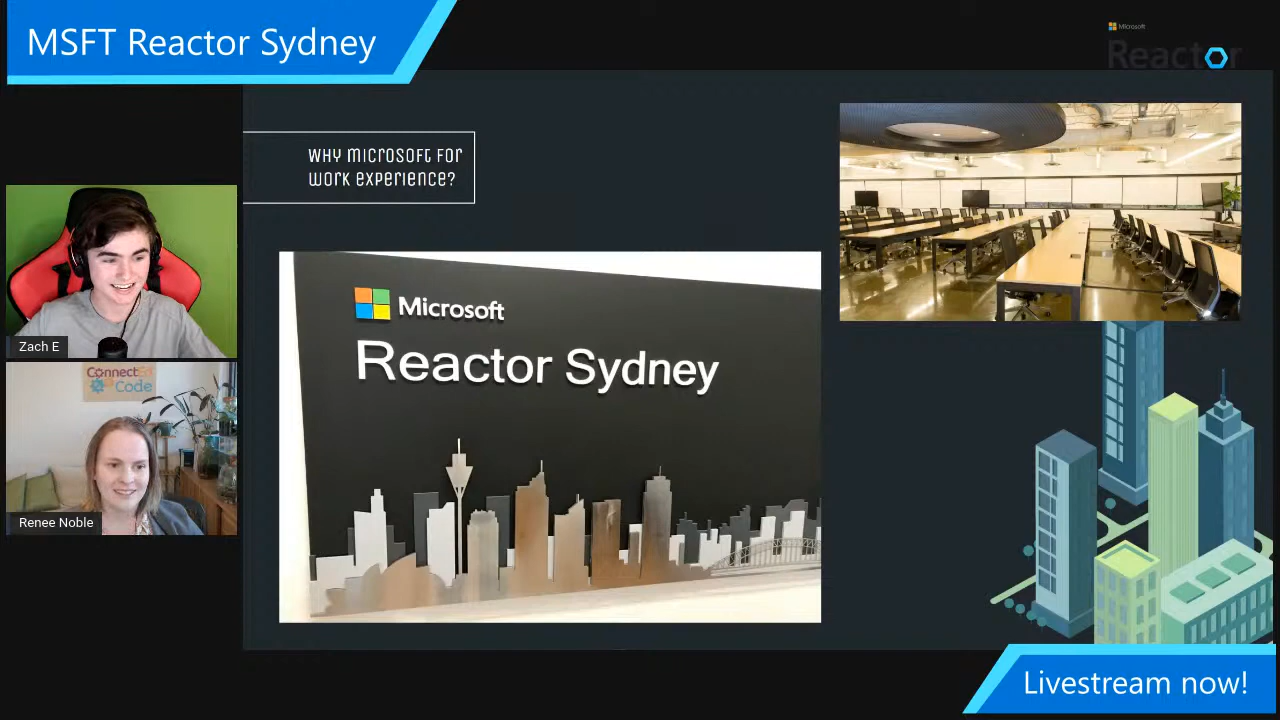 MSFT Reactor Sydney
Microsoft
Reactor
WHY MICROSOFT FOR
WORK EXPERIENCE?
Microsoft
Reactor Sydney
Zach E
ConnectEd
Code
Renee Noble
Livestream now!